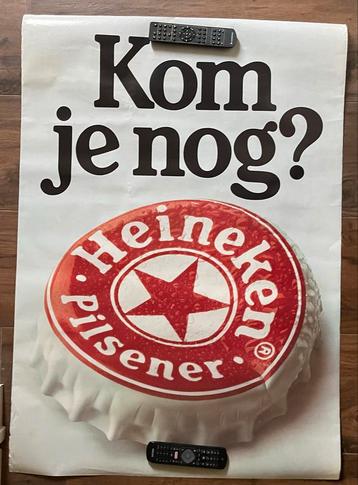 Kom
je nog?
Heineken ®
· Pilsener ·